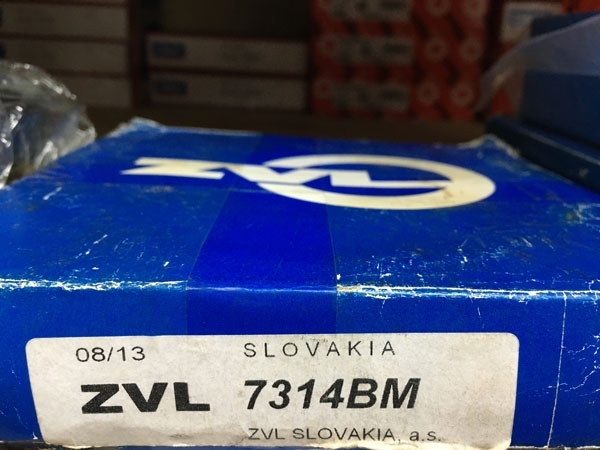 ZVL
08/13 SLOVAKIA
ZVL 7314BM
ZVL SLOVAKIA, a.s.